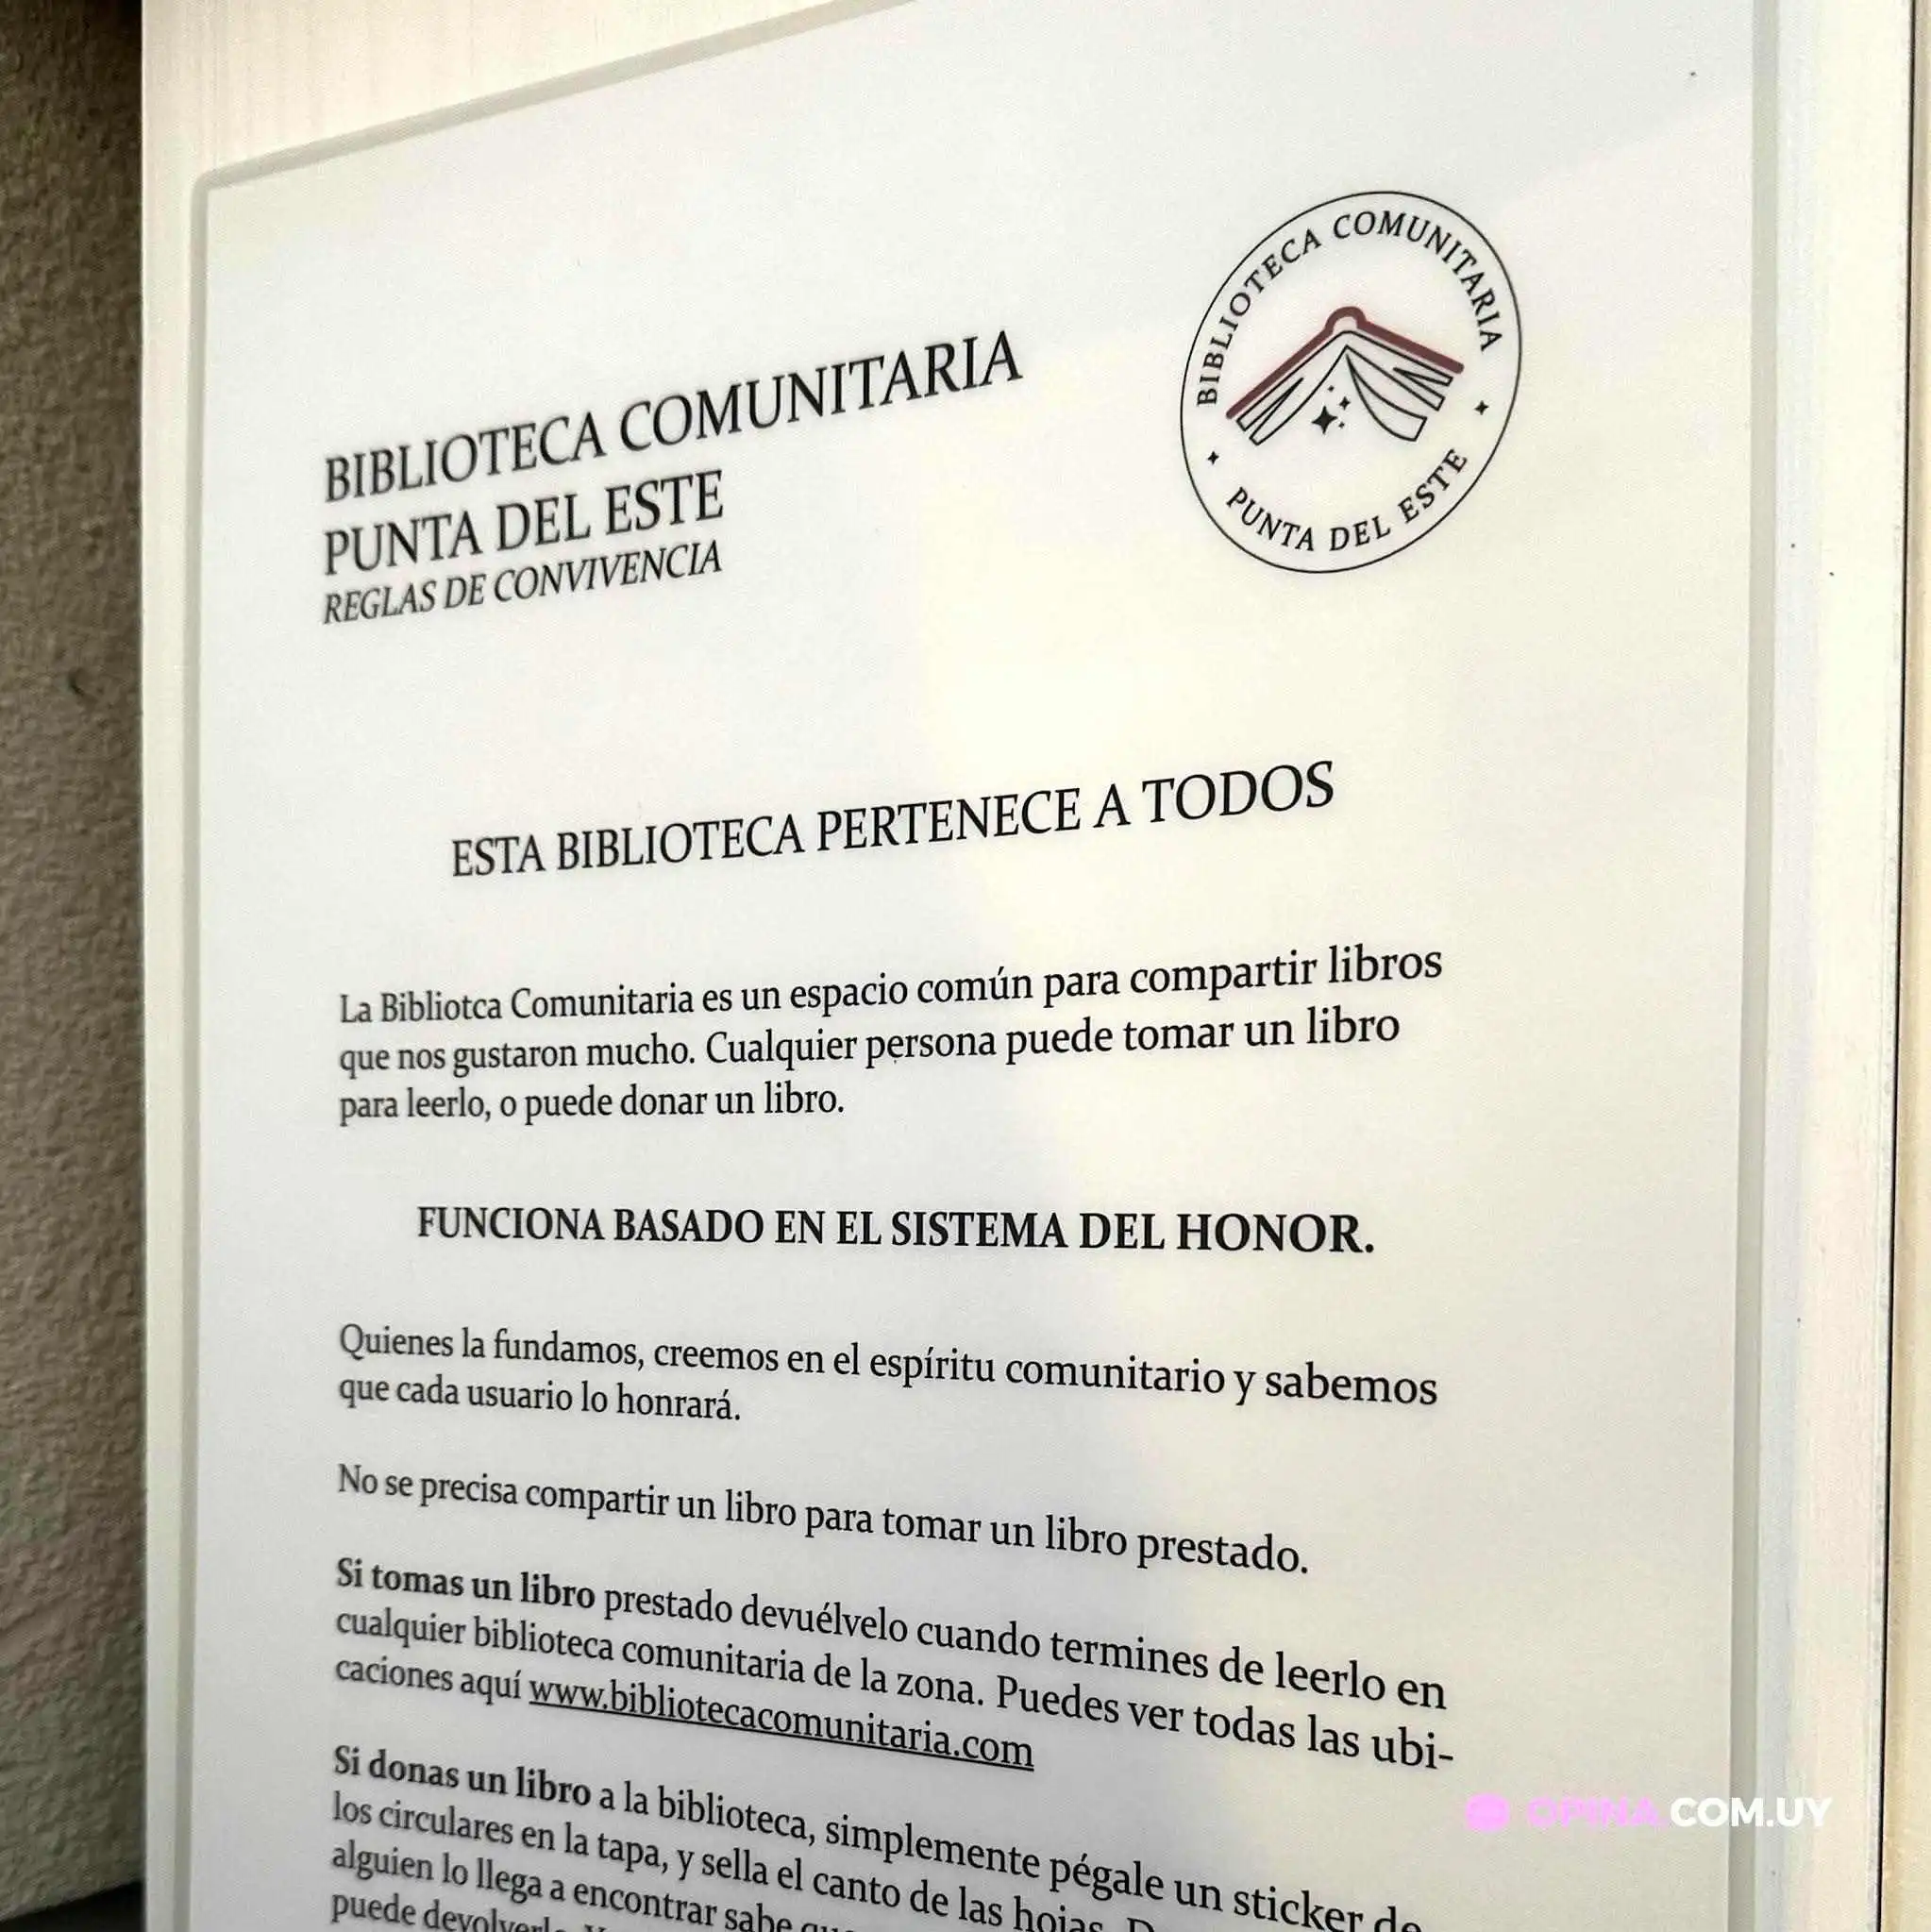 BIBLIOTECA COMUNITARIA
PUNTA DEL ESTE
REGLAS DE CONVIVENCIA
BIBLIOTECA COMUNITARIA
PUNTA DEL ESTE
ESTA BIBLIOTECA PERTENECE A TODOS
La Bibliotca Comunitaria es un espacio común para compartir libros
que nos gustaron mucho. Cualquier persona puede tomar un libro
para leerlo, o puede donar un libro.
FUNCIONA BASADO EN EL SISTEMA DEL HONOR.
Quienes la fundamos, creemos en el espíritu comunitario y sabemos
que cada usuario lo honrará.
No se precisa compartir un libro para tomar un libro prestado.
Si tomas un libro prestado devuélvelo cuando termines de leerlo en
cualquier biblioteca comunitaria de la zona. Puedes ver todas las ubi-
caciones aquí www.bibliotecacomunitaria.com
Si donas un libro a la biblioteca, simplemente pégale un sticker de
los circulares en la tapa, y sella el canto de las hojas.
alguien lo llega a encontrar sabe
puede
OPINA.COM.UY